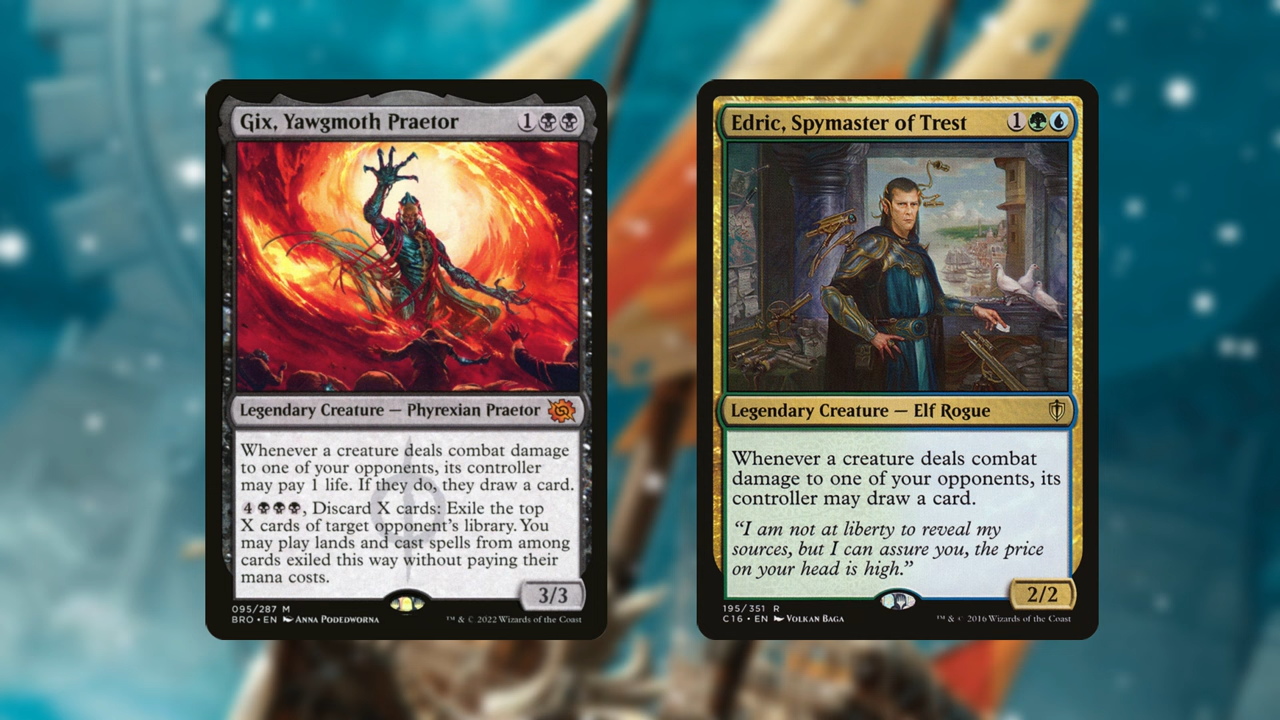 Gix, Yawgmoth Praetor 1
Legendary Creature — Phyrexian Praetor
Whenever a creature deals combat damage
to one of your opponents, its controller
may pay 1 life. If they do, they draw a card.
4, Discard X cards: Exile the top
X cards of target opponent's library. You
may play lands and cast spells from among
cards exiled this way without paying their
mana costs.
3/3
095/287 M
BRO • EN Anna Podedworna
™ & © 2022 Wizards of the Coast
Edric, Spymaster of Trest 1
Legendary Creature — Elf Rogue
Whenever a creature deals combat
damage to one of your opponents, its
controller may draw a card.
“I am not at liberty to reveal my
sources, but I can assure you, the price
on your head is high.”
2/2
195/351 R
C16 • EN Volkan Baga
™ & © 2016 Wizards of the Coast